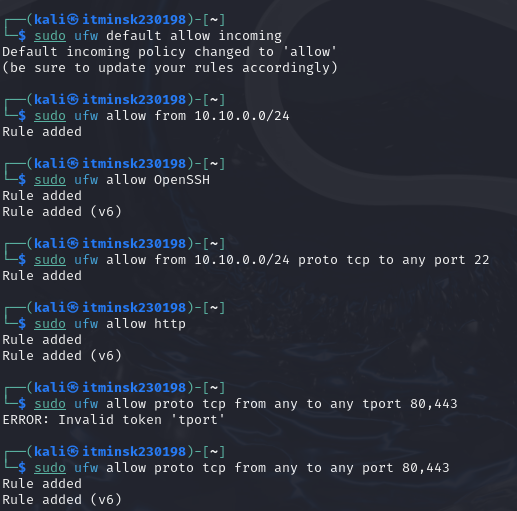 ┌──(kali㉿itminsk230198)-[~]
└─$ sudo ufw default allow incoming
Default incoming policy changed to 'allow'
(be sure to update your rules accordingly)
┌──(kali㉿itminsk230198)-[~]
└─$ sudo ufw allow from 10.10.0.0/24
Rule added
┌──(kali㉿itminsk230198)-[~]
└─$ sudo ufw allow OpenSSH
Rule added
Rule added (v6)
┌──(kali㉿itminsk230198)-[~]
└─$ sudo ufw allow from 10.10.0.0/24 proto tcp to any port 22
Rule added
┌──(kali㉿itminsk230198)-[~]
└─$ sudo ufw allow http
Rule added
Rule added (v6)
┌──(kali㉿itminsk230198)-[~]
└─$ sudo ufw allow proto tcp from any to any tport 80,443
ERROR: Invalid token 'tport'
┌──(kali㉿itminsk230198)-[~]
└─$ sudo ufw allow proto tcp from any to any port 80,443
Rule added
Rule added (v6)